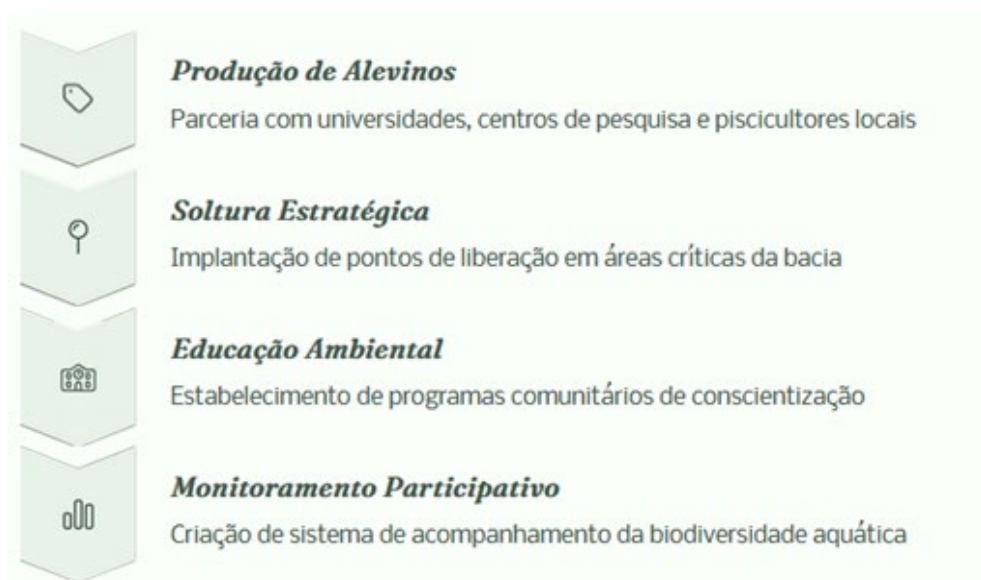 Produção de Alevinos
Parceria com universidades, centros de pesquisa e piscicultores locais
Soltura Estratégica
Implantação de pontos de liberação em áreas críticas da bacia
Educação Ambiental
Estabelecimento de programas comunitários de conscientização
Monitoramento Participativo
Criação de sistema de acompanhamento da biodiversidade aquática